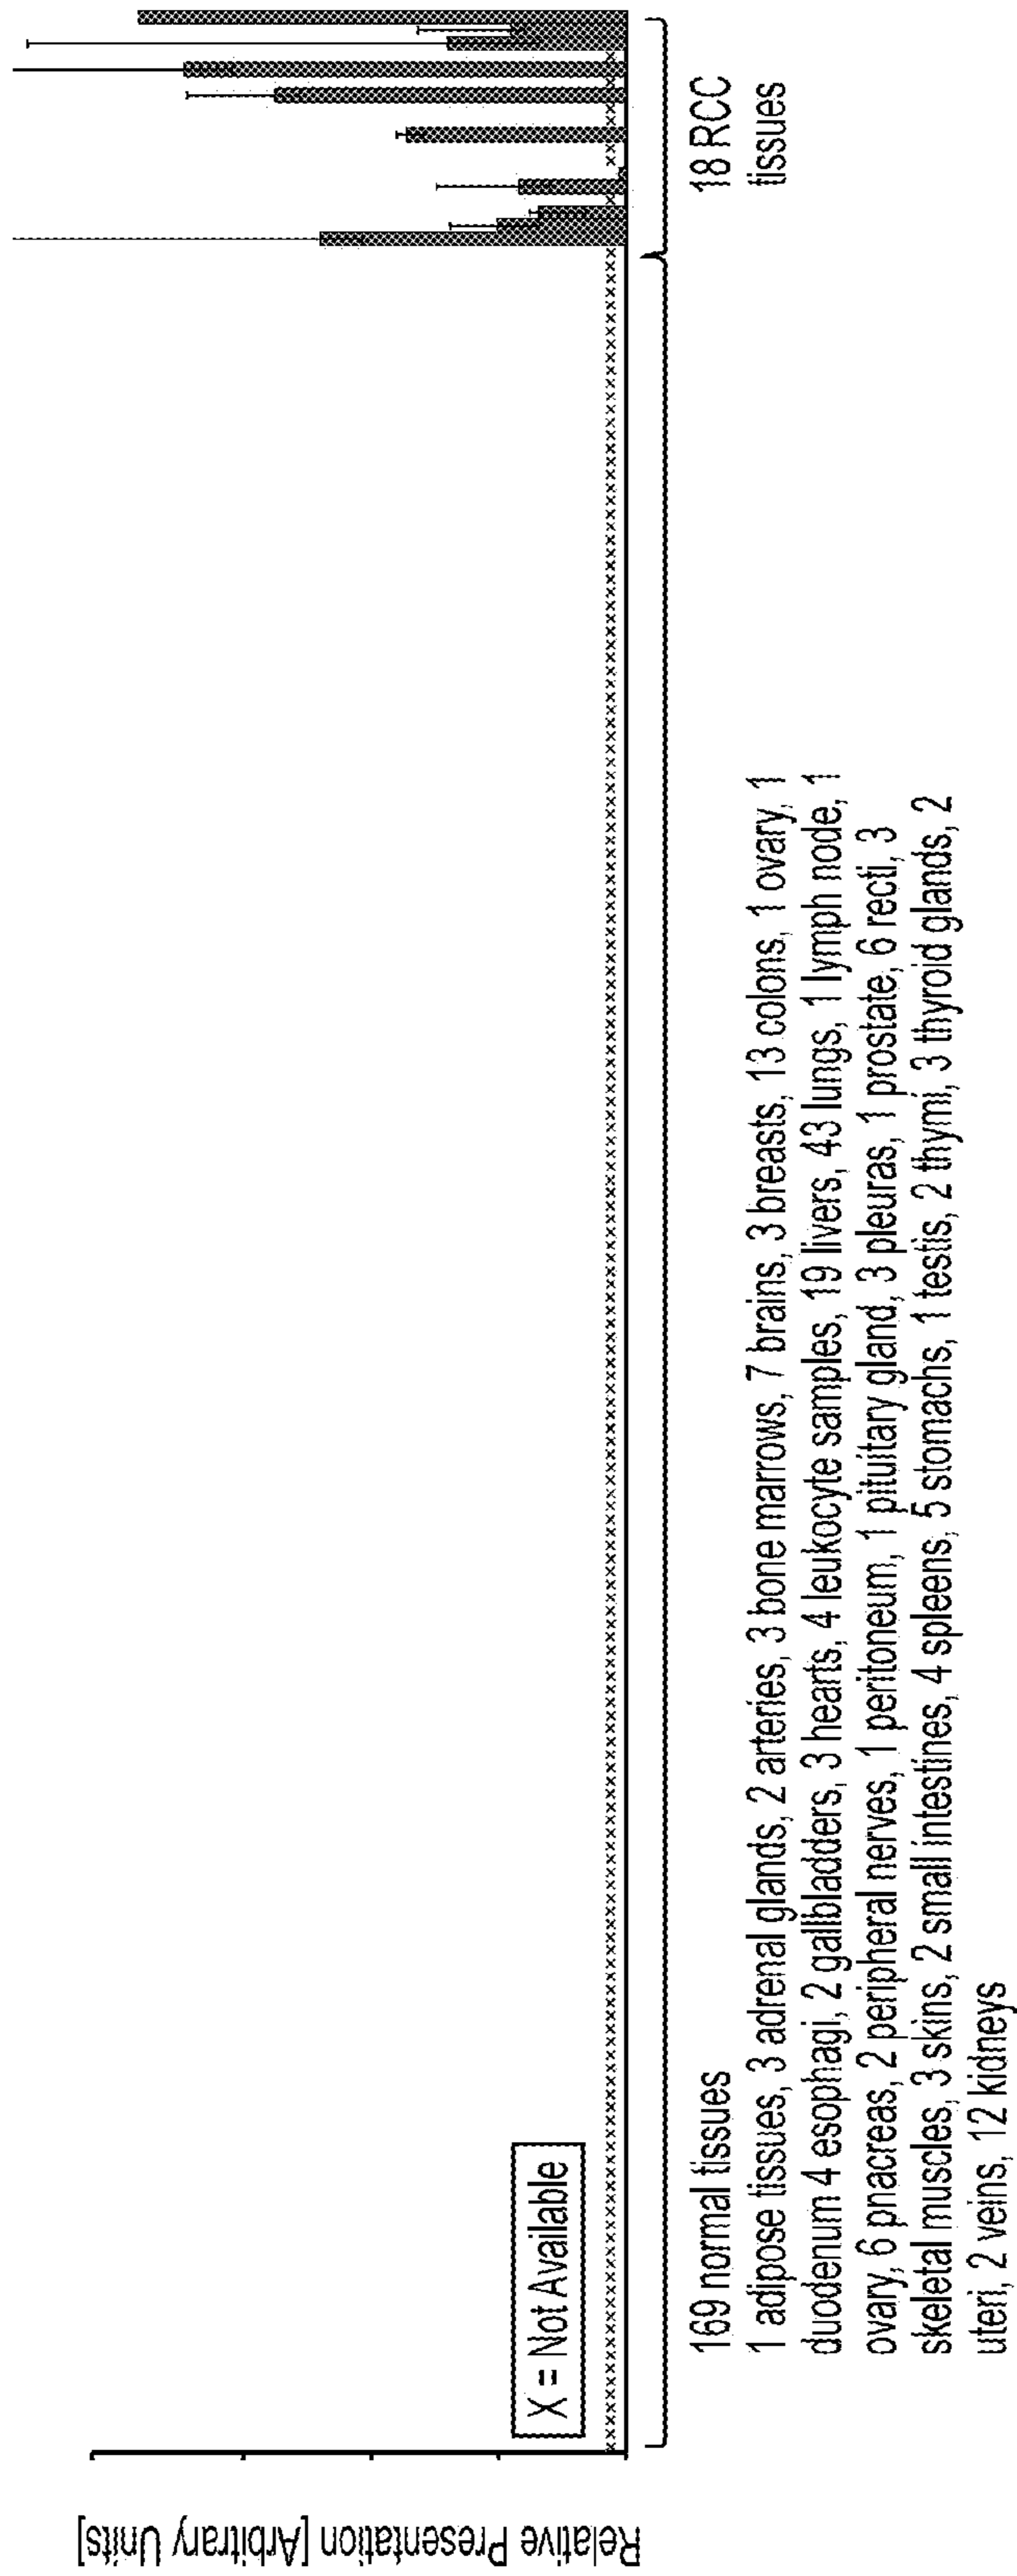 Relative Presentation [Arbitrary Units]
X = Not Available
169 normal tissues
1 adipose tissues, 3 adrenal glands, 2 arteries, 3 bone marrows, 7 brains, 3 breasts, 13 colons, 1 ovary, 1
duodenum 4 esophagi, 2 gallbladders, 3 hearts, 4 leukocyte samples, 19 livers, 43 lungs, 1 lymph node, 1
ovary, 6 pnacreas, 2 peripheral nerves, 1 peritoneum, 1 pituitary gland, 3 pleuras, 1 prostate, 6 recti, 3
skeletal muscles, 3 skins, 2 small intestines, 4 spleens, 5 stomachs, 1 testis, 2 thymi, 3 thyroid glands, 2
uteri, 2 veins, 12 kidneys
18 RCC
tissues